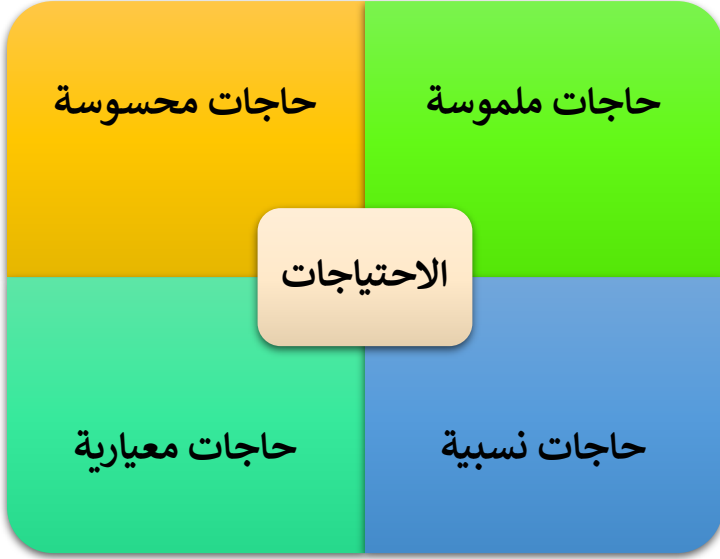 حاجات ملموسة
حاجات محسوسة
الاحتياجات
حاجات نسبية
حاجات معيارية